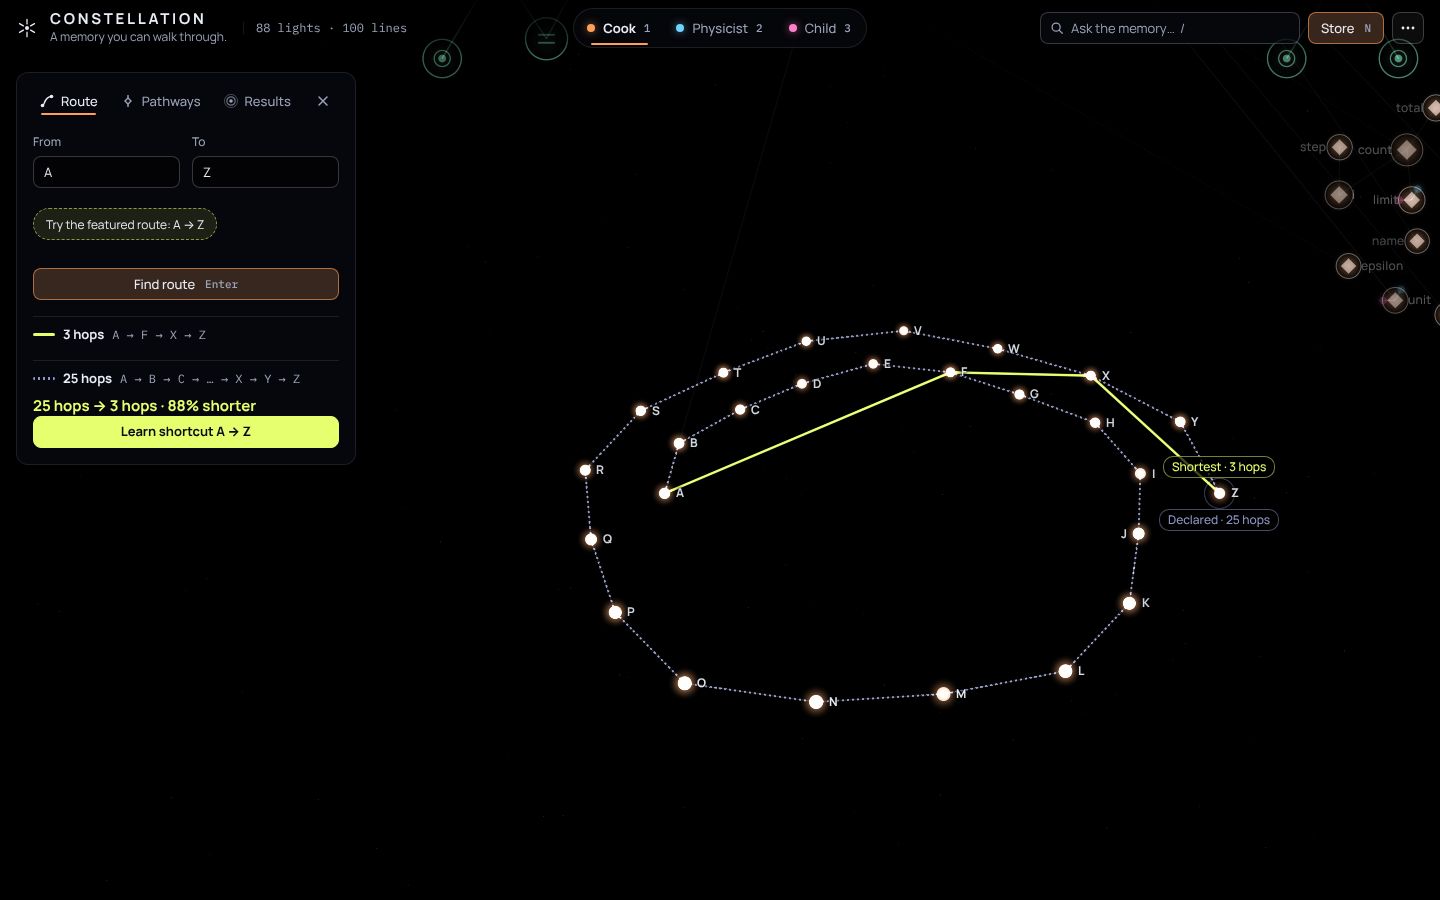 CONSTELLATION
A memory you can walk through.
88 lights · 100 lines
Cook 1
Physicist 2
Child 3
Ask the memory… /
Store N
Route
Pathways
Results
From
To
A
Z
Try the featured route: A → Z
Find route Enter
3 hops A → F → X → Z
25 hops A → B → C → … → X → Y → Z
25 hops → 3 hops · 88% shorter
Learn shortcut A → Z
total
step
count
limit
name
epsilon
unit
V
U
W
E
T
F
X
D
G
C
S
H
Y
B
Shortest · 3 hops
R
I
A
Z
Declared · 25 hops
J
Q
K
P
L
O
M
N